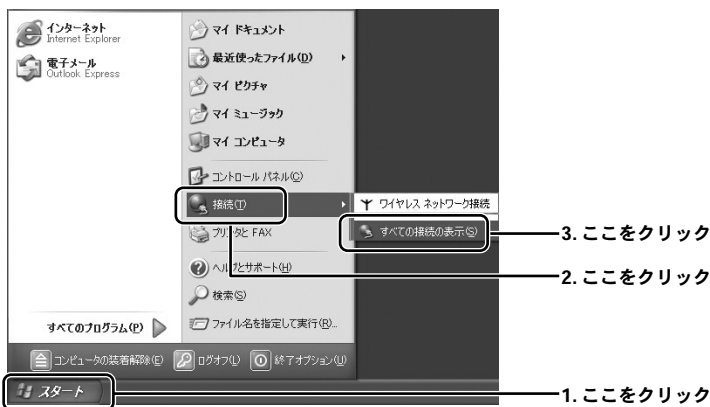 インターネット
Internet Explorer
電子メール
Outlook Express
すべてのプログラム(P)
マイ ドキュメント
最近使ったファイル(D)
マイ ピクチャ
マイ ミュージック
マイ コンピュータ
コントロール パネル(C)
接続(T)
プリンタと FAX
ヘルプとサポート(H)
検索(S)
ファイル名を指定して実行(R)...
ワイヤレス ネットワーク接続
すべての接続の表示(S)
コンピュータの装着解除(E)
ログオフ(L)
終了オプション(U)
スタート
3. ここをクリック
2. ここをクリック
1. ここをクリック